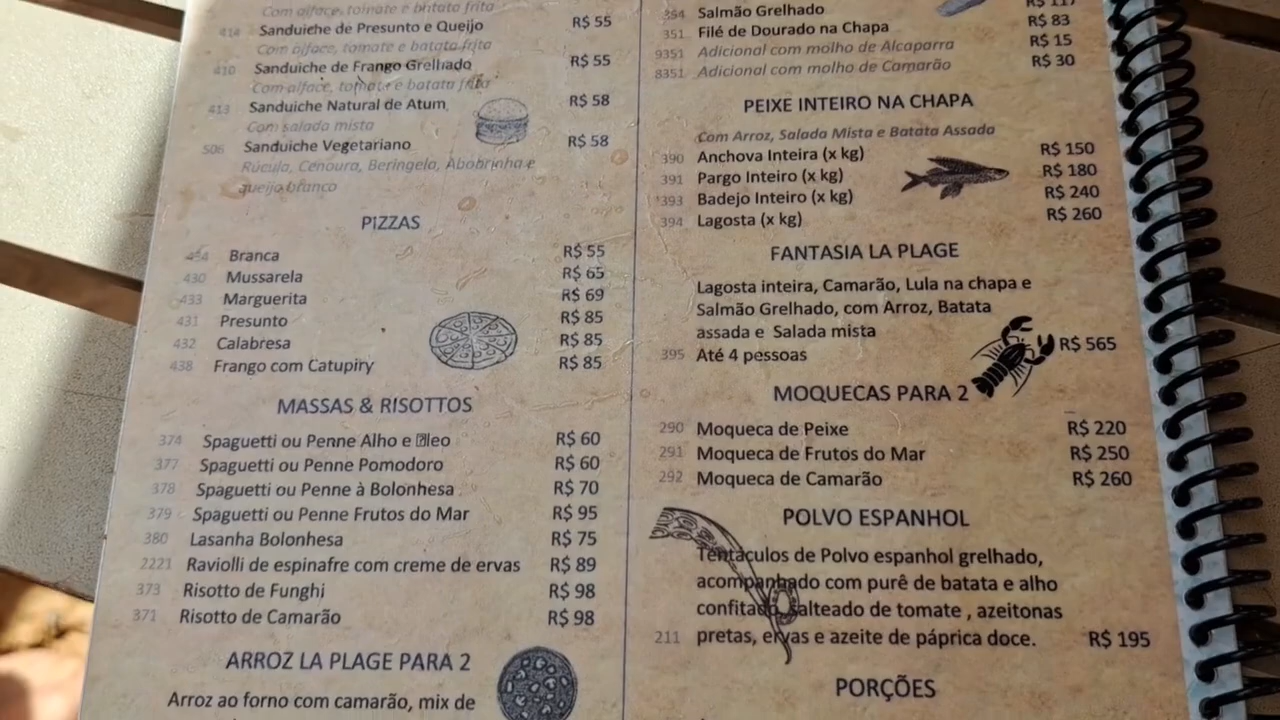 Com alface, tomate e batata frita
414 Sanduiche de Presunto e Queijo R$ 55
Com alface, tomate e batata frita
410 Sanduiche de Frango Grelhado R$ 55
Com alface, tomate e batata frita
413 Sanduiche Natural de Atum R$ 58
Com salada mista
506 Sanduiche Vegetariano R$ 58
Rúcula, Cenoura, Beringela, Abobrinha e
queijo branco
PIZZAS
434 Branca R$ 55
430 Mussarela R$ 65
433 Marguerita R$ 69
431 Presunto R$ 85
432 Calabresa R$ 85
438 Frango com Catupiry R$ 85
MASSAS & RISOTTOS
374 Spaguetti ou Penne Alho e leo R$ 60
377 Spaguetti ou Penne Pomodoro R$ 60
378 Spaguetti ou Penne à Bolonhesa R$ 70
379 Spaguetti ou Penne Frutos do Mar R$ 95
380 Lasanha Bolonhesa R$ 75
2221 Raviolli de espinafre com creme de ervas R$ 89
373 Risotto de Funghi R$ 98
371 Risotto de Camarão R$ 98
ARROZ LA PLAGE PARA 2
Arroz ao forno com camarão, mix de
354 Salmão Grelhado R$ 117
351 Filé de Dourado na Chapa R$ 83
9351 Adicional com molho de Alcaparra R$ 15
8351 Adicional com molho de Camarão R$ 30
PEIXE INTEIRO NA CHAPA
Com Arroz, Salada Mista e Batata Assada
390 Anchova Inteira (x kg) R$ 150
391 Pargo Inteiro (x kg) R$ 180
393 Badejo Inteiro (x kg) R$ 240
394 Lagosta (x kg) R$ 260
FANTASIA LA PLAGE
Lagosta inteira, Camarão, Lula na chapa e
Salmão Grelhado, com Arroz, Batata
assada e Salada mista
395 Até 4 pessoas R$ 565
MOQUECAS PARA 2
290 Moqueca de Peixe R$ 220
291 Moqueca de Frutos do Mar R$ 250
292 Moqueca de Camarão R$ 260
POLVO ESPANHOL
Tentáculos de Polvo espanhol grelhado,
acompanhado com purê de batata e alho
confitado, salteado de tomate , azeitonas
211 pretas, ervas e azeite de páprica doce. R$ 195
PORÇÕES